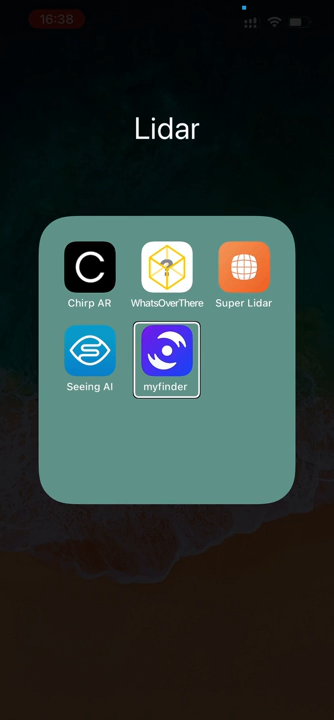 16:38
Lidar
Chirp AR
WhatsOverThere
Super Lidar
Seeing AI
myfinder